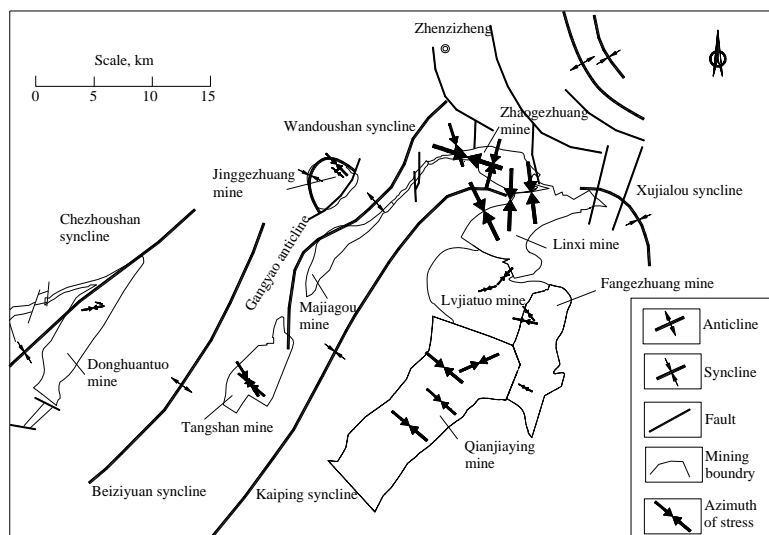 Zhenzizheng
Scale, km
0 5 10 15
Zhaogezhuang
mine
Wandoushan syncline
Jinggezhuang
mine
Xujialou syncline
Chezhoushan
syncline
Gangyao anticline
Linxi mine
Majiagou
mine
Lvjiatuo mine
Fangezhuang mine
Donghuantuo
mine
Tangshan mine
Qianjiaying
mine
Beiziyuan syncline
Kaiping syncline
Anticline
Syncline
Fault
Mining
boundry
Azimuth
of stress